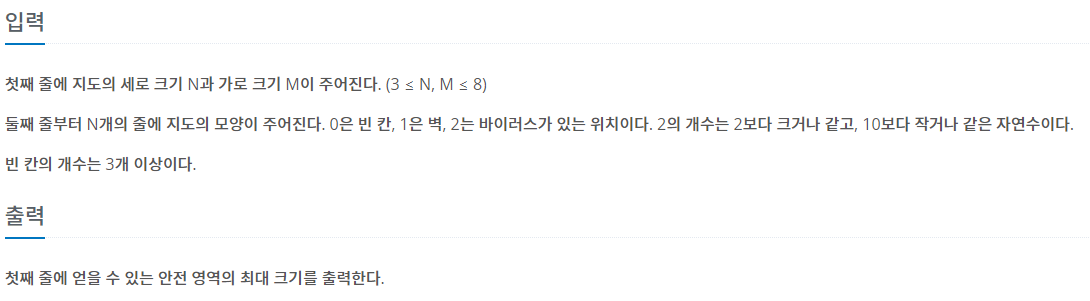 입력
첫째 줄에 지도의 세로 크기 N과 가로 크기 M이 주어진다. (3 ≤ N, M ≤ 8)
둘째 줄부터 N개의 줄에 지도의 모양이 주어진다. 0은 빈 칸, 1은 벽, 2는 바이러스가 있는 위치이다. 2의 개수는 2보다 크거나 같고, 10보다 작거나 같은 자연수이다.
빈 칸의 개수는 3개 이상이다.
출력
첫째 줄에 얻을 수 있는 안전 영역의 최대 크기를 출력한다.